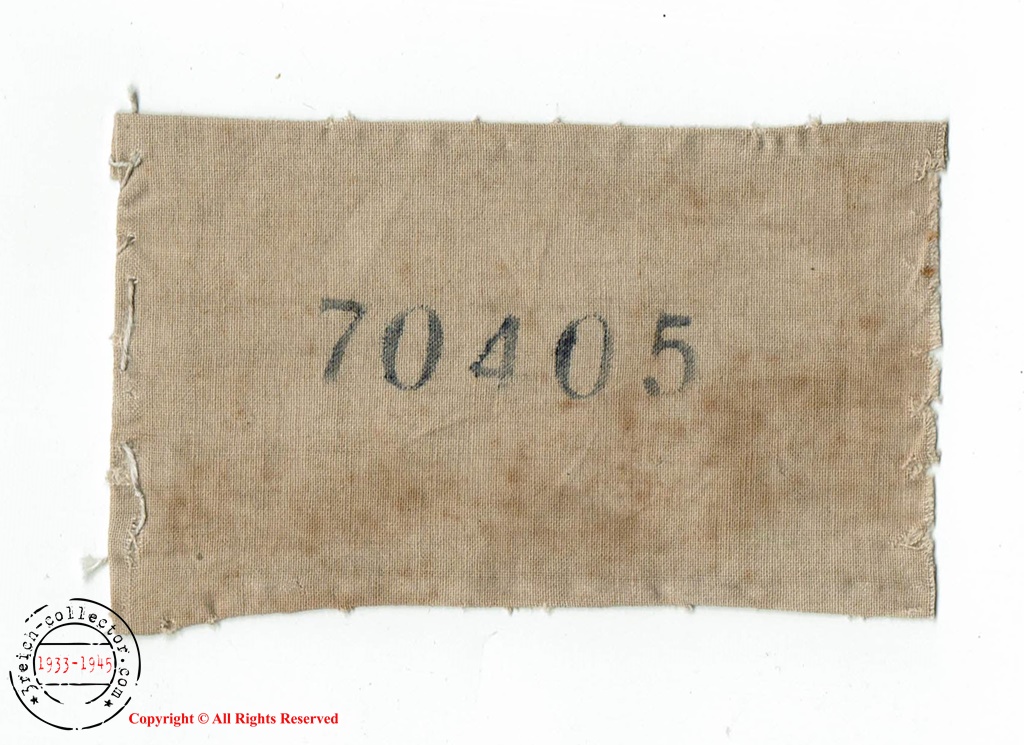 70405
3reich-collector.com
1933-1945
Copyright © All Rights Reserved